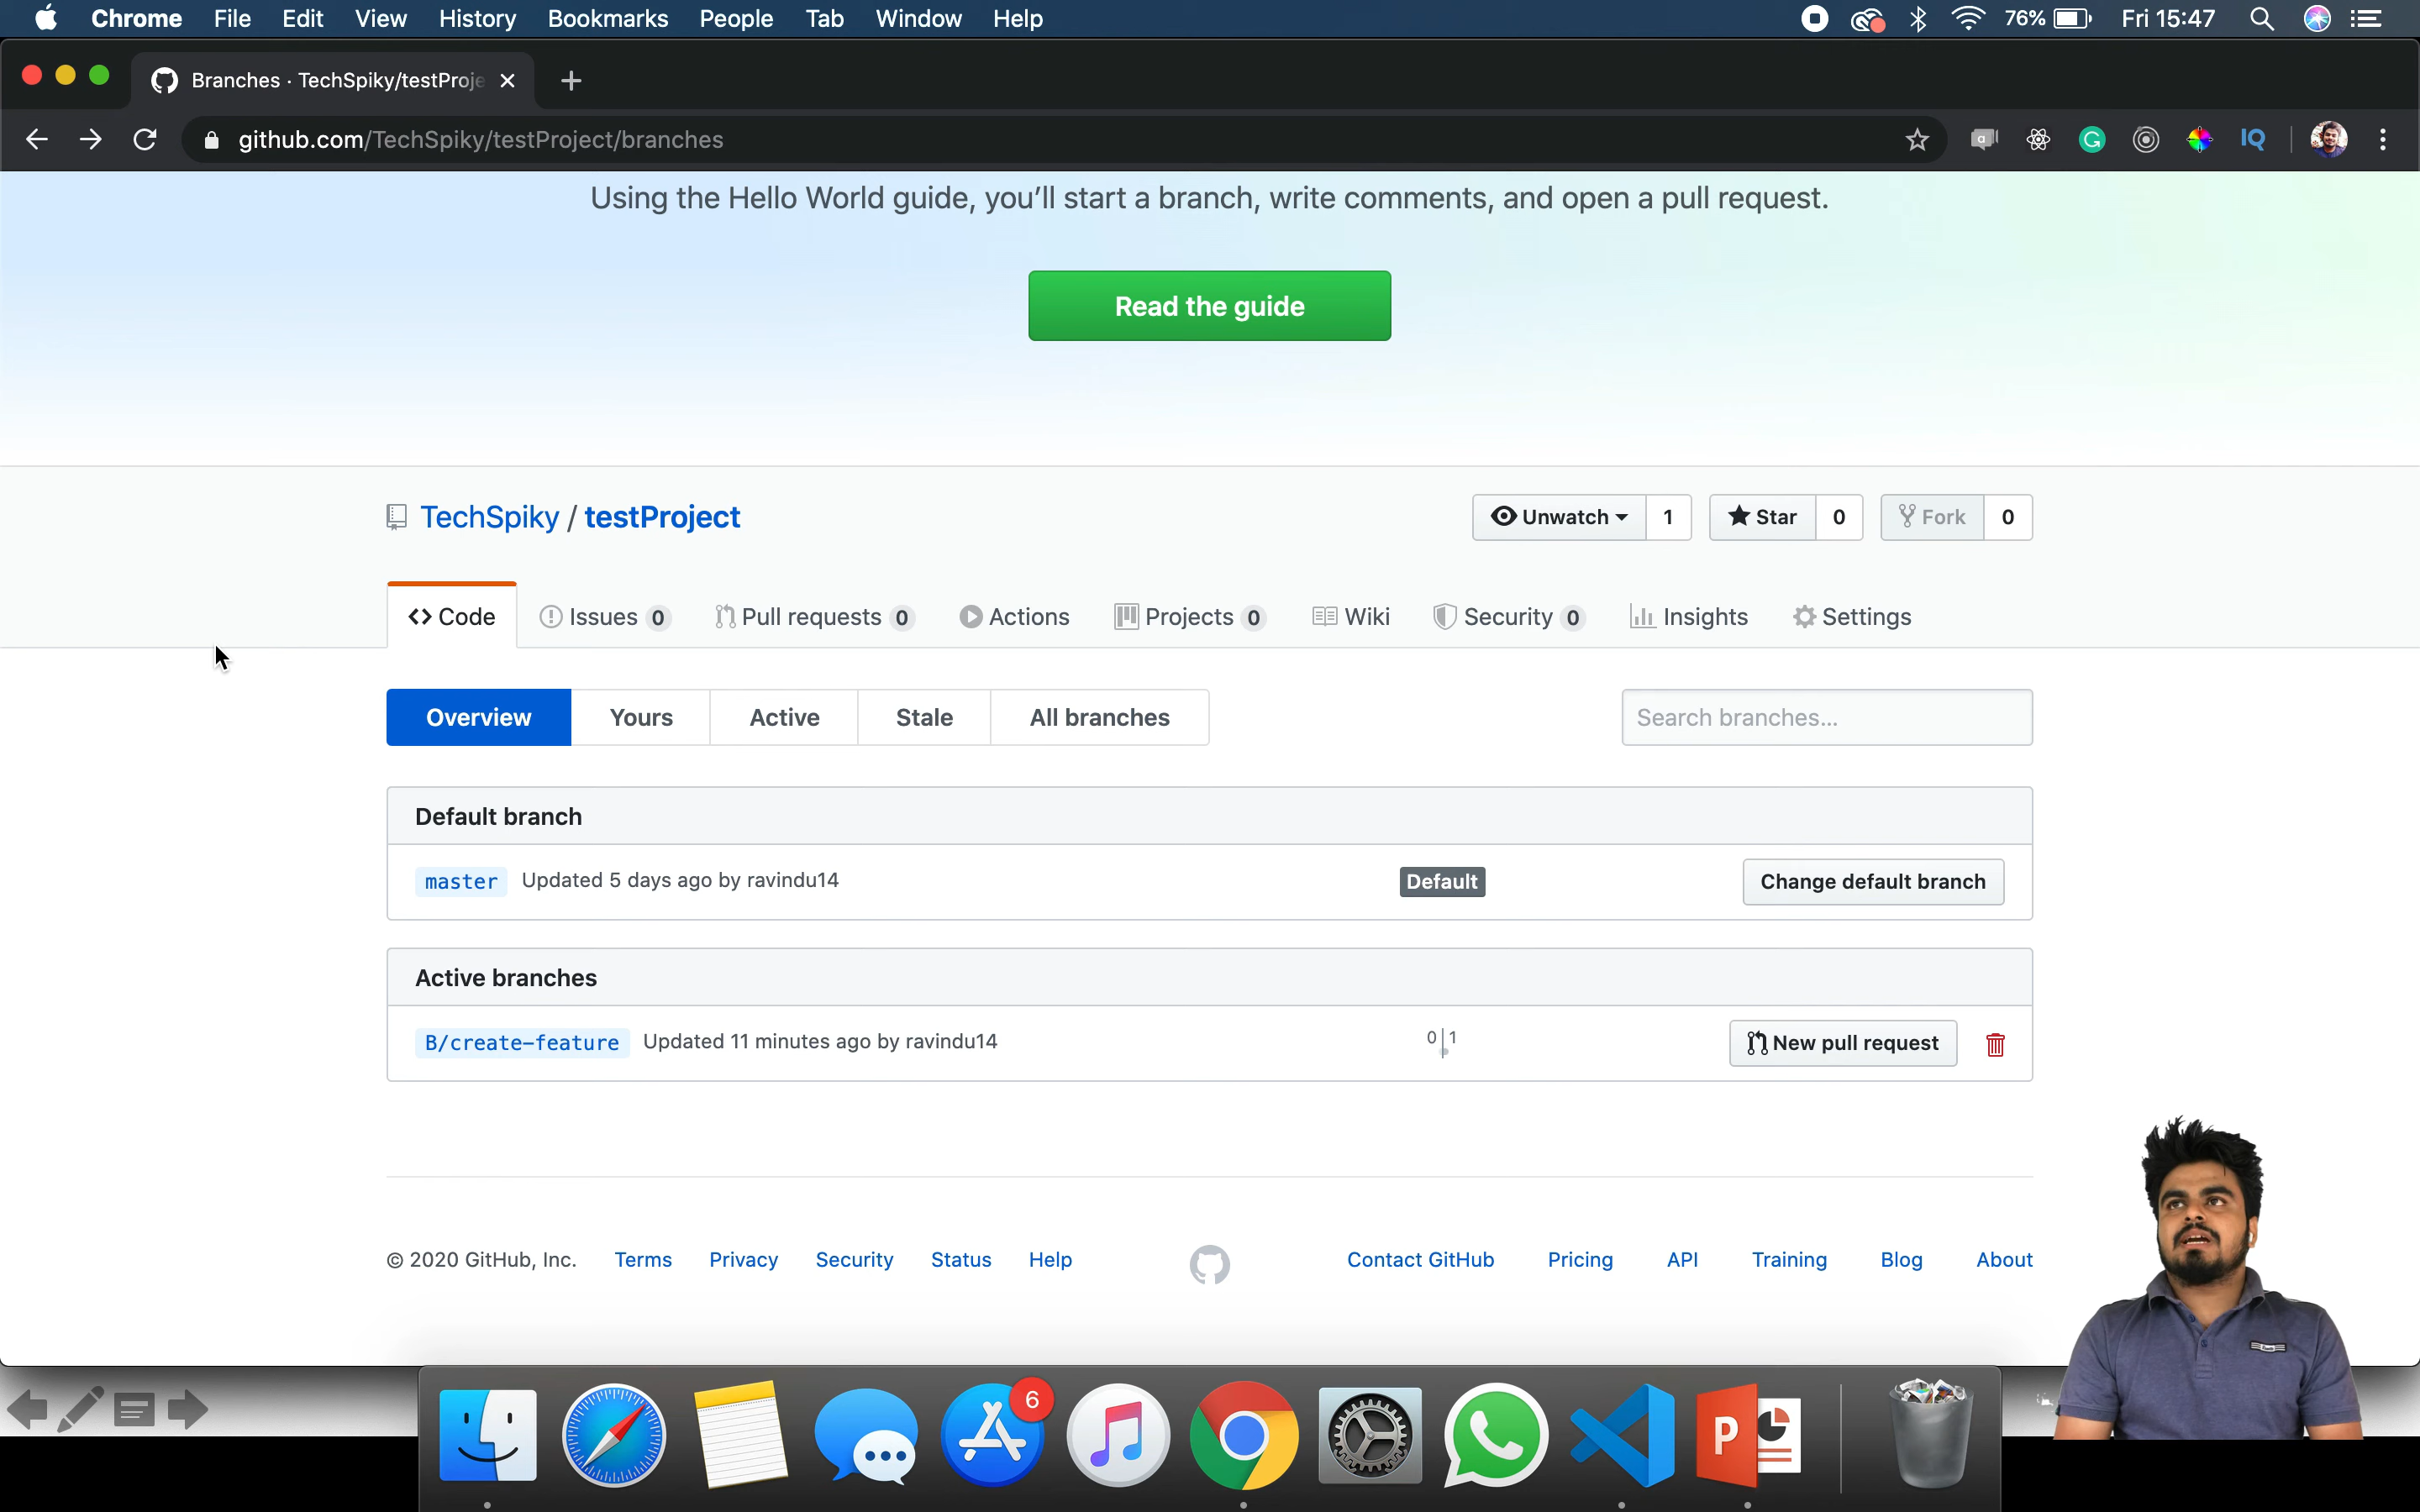 Chrome File Edit View History Bookmarks People Tab Window Help 76% Fri 15:47
Branches · TechSpiky/testProje
github.com/TechSpiky/testProject/branches
Using the Hello World guide, you'll start a branch, write comments, and open a pull request.
Read the guide
TechSpiky / testProject Unwatch 1 Star 0 Fork 0
Code Issues 0 Pull requests 0 Actions Projects 0 Wiki Security 0 Insights Settings
Overview Yours Active Stale All branches Search branches...
Default branch
master Updated 5 days ago by ravindu14 Default Change default branch
Active branches
B/create-feature Updated 11 minutes ago by ravindu14 0 1 New pull request
© 2020 GitHub, Inc. Terms Privacy Security Status Help Contact GitHub Pricing API Training Blog About
6
P